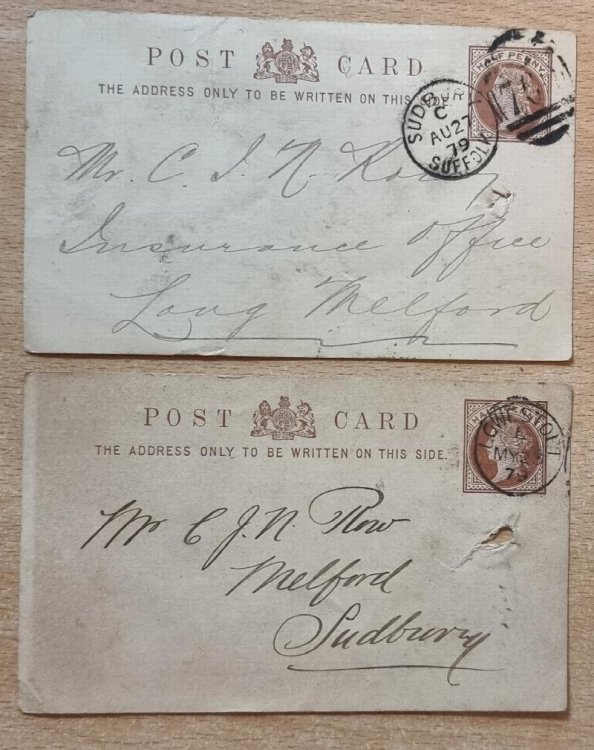 POST CARD
THE ADDRESS ONLY TO BE WRITTEN ON THIS SIDE.
HALF PENNY
SUDBURY
C
AU 27
79
SUFFOLK
Mr. C. J. N. Row
Insurance Office
Long Melford
POST CARD
THE ADDRESS ONLY TO BE WRITTEN ON THIS SIDE.
HALF
LOWESTOFT
MY
Mr C J. N. Row
Melford
Sudbury